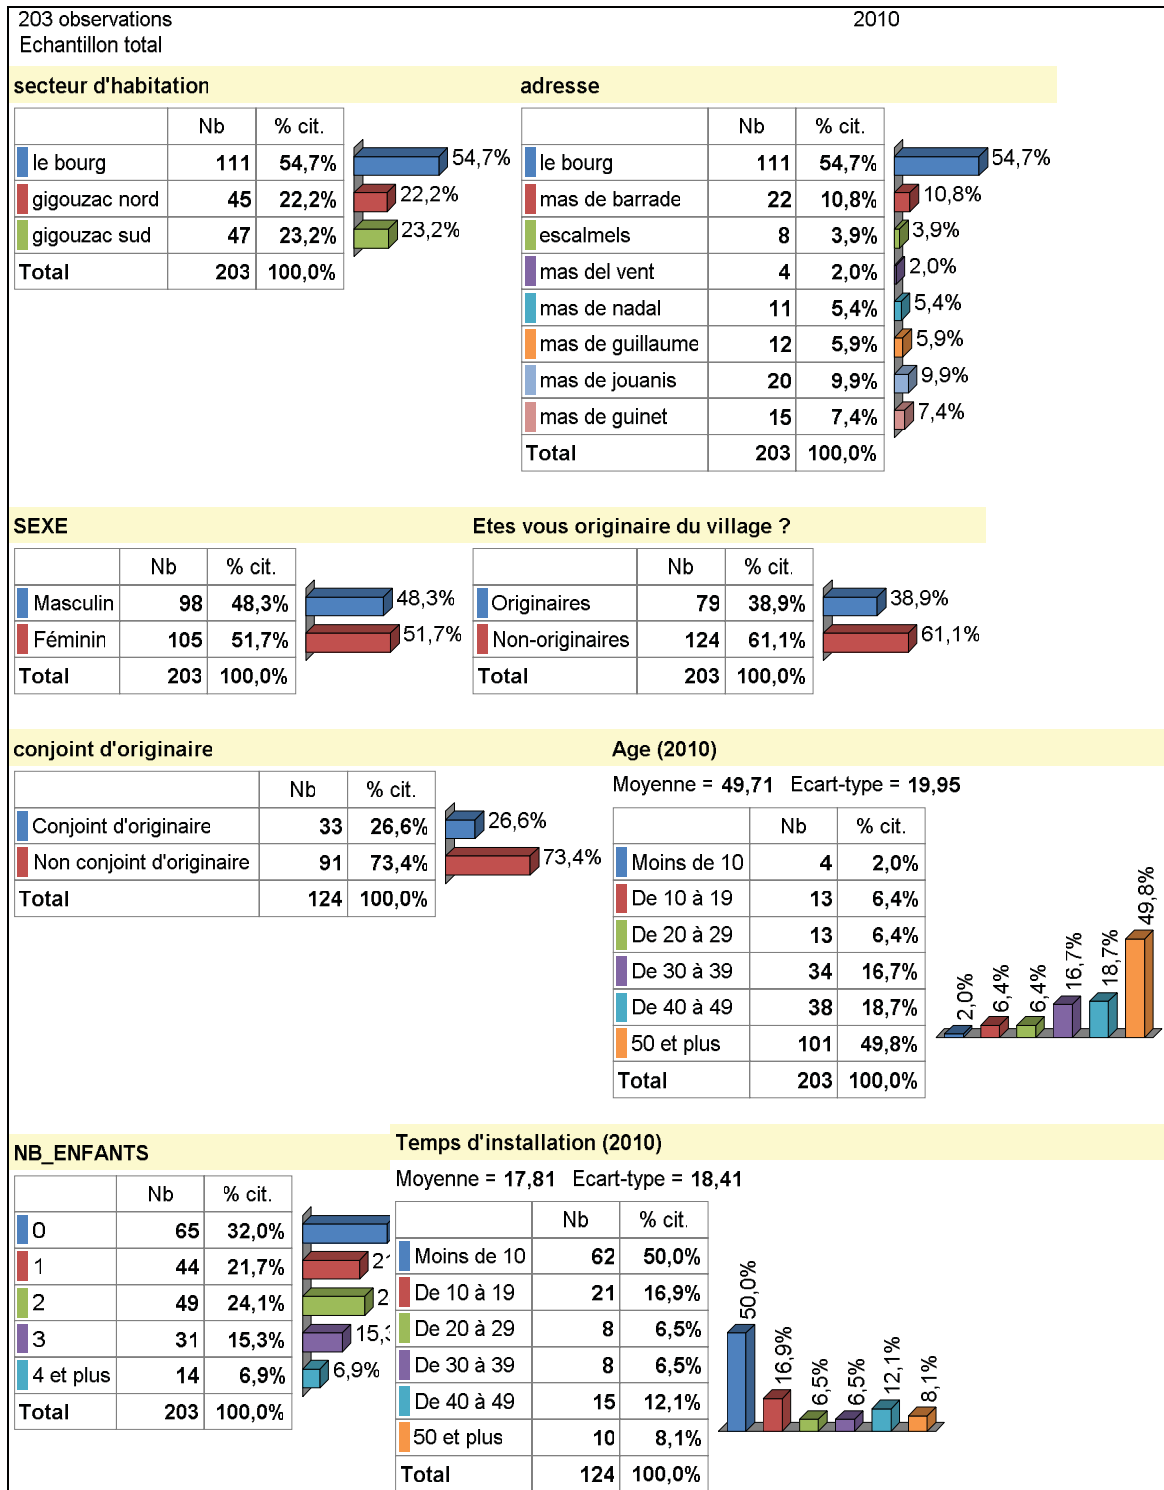 203 observations 2010
Echantillon total
secteur d'habitation
Nb % cit.
le bourg 111 54,7% 54,7%
gigouzac nord 45 22,2% 22,2%
gigouzac sud 47 23,2% 23,2%
Total 203 100,0%
adresse
Nb % cit.
le bourg 111 54,7% 54,7%
mas de barrade 22 10,8% 10,8%
escalmels 8 3,9% 3,9%
mas del vent 4 2,0% 2,0%
mas de nadal 11 5,4% 5,4%
mas de guillaume 12 5,9% 5,9%
mas de jouanis 20 9,9% 9,9%
mas de guinet 15 7,4% 7,4%
Total 203 100,0%
SEXE
Nb % cit.
Masculin 98 48,3% 48,3%
Féminin 105 51,7% 51,7%
Total 203 100,0%
Etes vous originaire du village ?
Nb % cit.
Originaires 79 38,9% 38,9%
Non-originaires 124 61,1% 61,1%
Total 203 100,0%
conjoint d'originaire
Nb % cit.
Conjoint d'originaire 33 26,6% 26,6%
Non conjoint d'originaire 91 73,4% 73,4%
Total 124 100,0%
Age (2010)
Moyenne = 49,71 Ecart-type = 19,95
Nb % cit.
Moins de 10 4 2,0%
De 10 à 19 13 6,4%
De 20 à 29 13 6,4%
De 30 à 39 34 16,7%
De 40 à 49 38 18,7%
50 et plus 101 49,8%
Total 203 100,0%
2,0% 6,4% 6,4% 16,7% 18,7% 49,8%
NB_ENFANTS
Nb % cit.
0 65 32,0%
1 44 21,7% 21
2 49 24,1% 2
3 31 15,3% 15,3
4 et plus 14 6,9% 6,9%
Total 203 100,0%
Temps d'installation (2010)
Moyenne = 17,81 Ecart-type = 18,41
Nb % cit.
Moins de 10 62 50,0%
De 10 à 19 21 16,9%
De 20 à 29 8 6,5%
De 30 à 39 8 6,5%
De 40 à 49 15 12,1%
50 et plus 10 8,1%
Total 124 100,0%
50,0% 16,9% 6,5% 6,5% 12,1% 8,1%